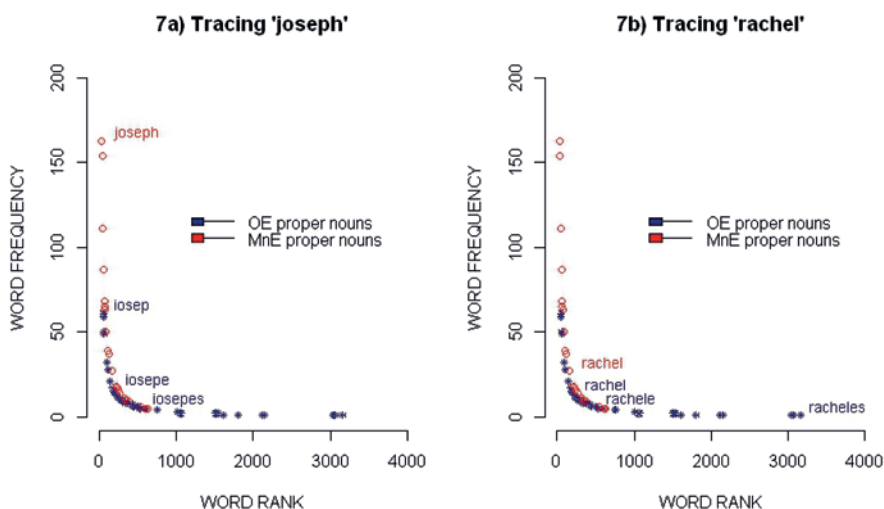 7a) Tracing 'joseph'
WORD FREQUENCY
200
150
100
50
0
joseph
OE proper nouns
MnE proper nouns
iosep
iosepe
iosepes
0 1000 2000 3000 4000
WORD RANK
7b) Tracing 'rachel'
WORD FREQUENCY
200
150
100
50
0
OE proper nouns
MnE proper nouns
rachel
rachel
rachele
racheles
0 1000 2000 3000 4000
WORD RANK